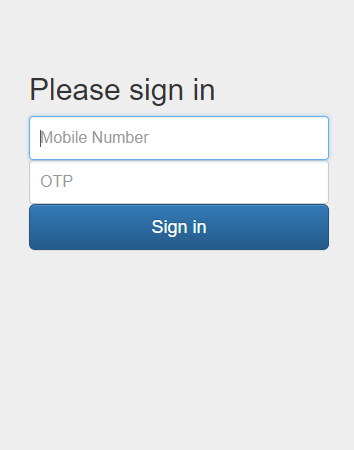 Please sign in
Mobile Number
OTP
Sign in